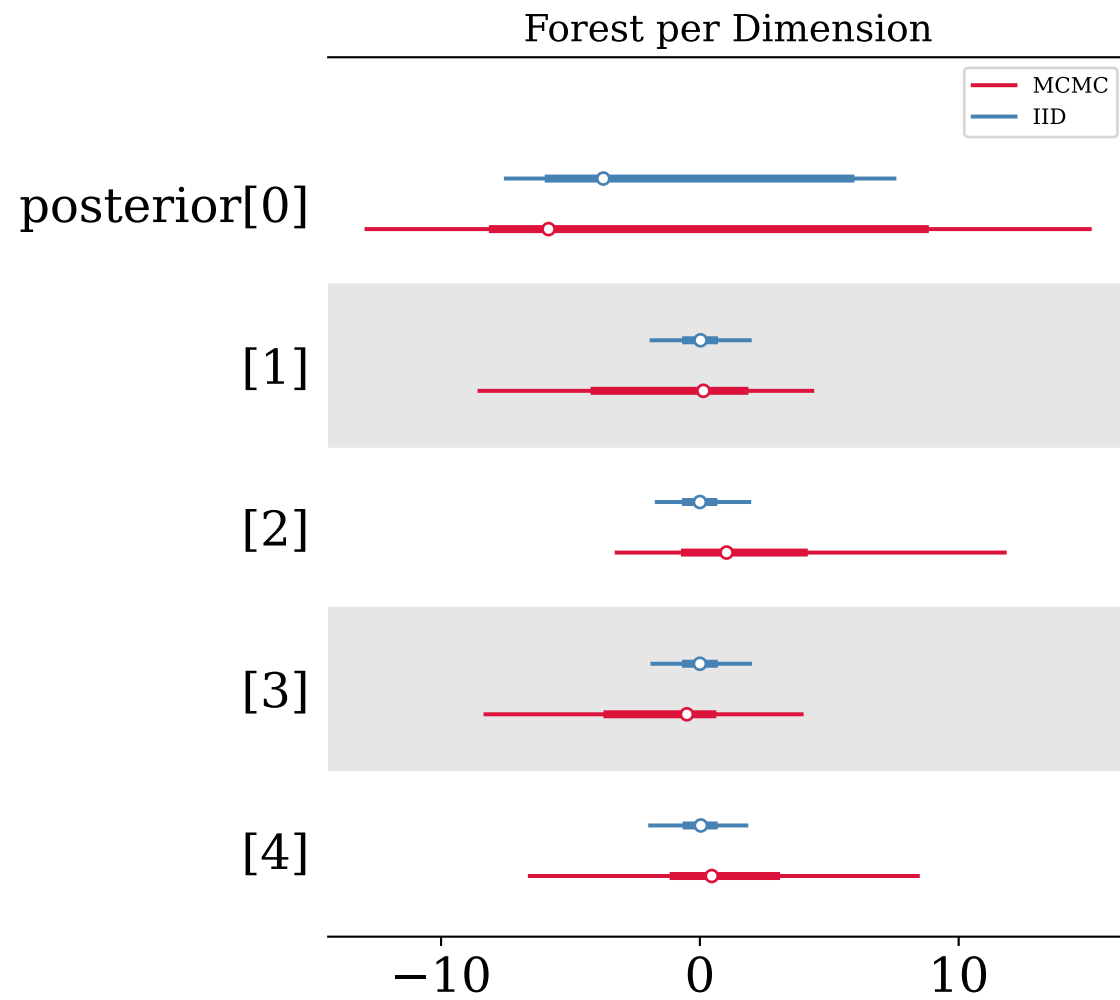 Forest per Dimension
MCMC
IID
posterior[0]
[1]
[2]
[3]
[4]
−10 0 10